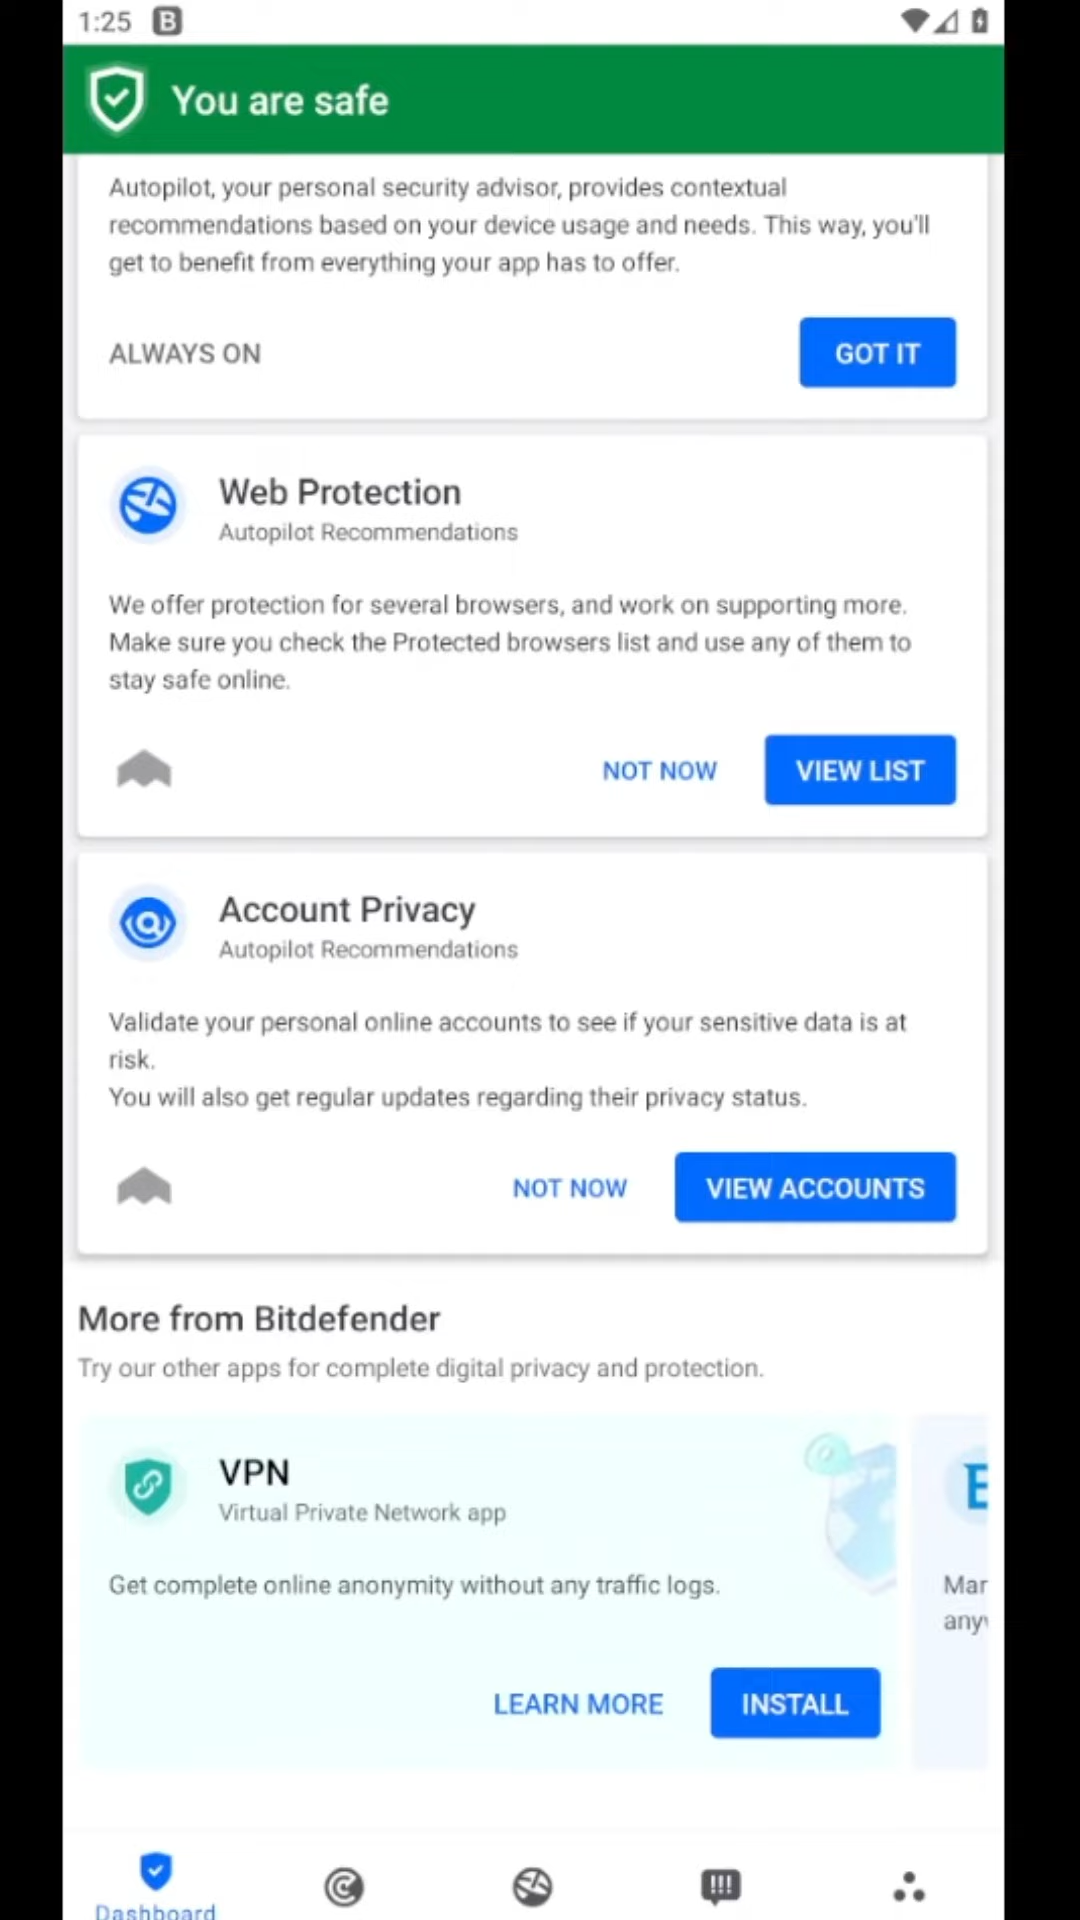 1:25
B
You are safe
Autopilot, your personal security advisor, provides contextual
recommendations based on your device usage and needs. This way, you'll
get to benefit from everything your app has to offer.
ALWAYS ON
GOT IT
Web Protection
Autopilot Recommendations
We offer protection for several browsers, and work on supporting more.
Make sure you check the Protected browsers list and use any of them to
stay safe online.
NOT NOW
VIEW LIST
Account Privacy
Autopilot Recommendations
Validate your personal online accounts to see if your sensitive data is at
risk.
You will also get regular updates regarding their privacy status.
NOT NOW
VIEW ACCOUNTS
More from Bitdefender
Try our other apps for complete digital privacy and protection.
VPN
Virtual Private Network app
Get complete online anonymity without any traffic logs.
LEARN MORE
INSTALL
Dashboard